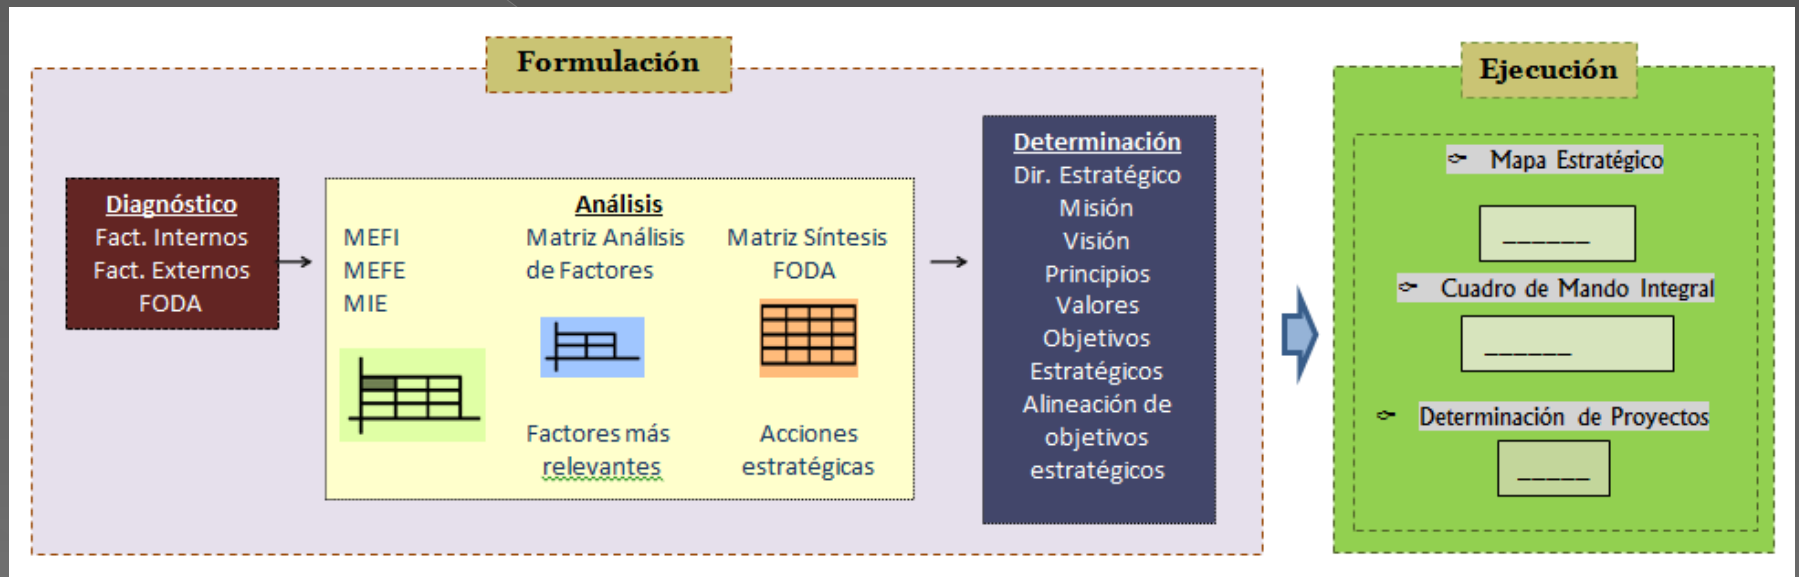 Formulación
Diagnóstico
Fact. Internos
Fact. Externos
FODA
Análisis
MEFI
MEFE
MIE
Matriz Análisis
de Factores
Factores más
relevantes
Matriz Síntesis
FODA
Acciones
estratégicas
Determinación
Dir. Estratégico
Misión
Visión
Principios
Valores
Objetivos
Estratégicos
Alineación de
objetivos
estratégicos
Ejecución
Mapa Estratégico
______
Cuadro de Mando Integral
______
Determinación de Proyectos
_____